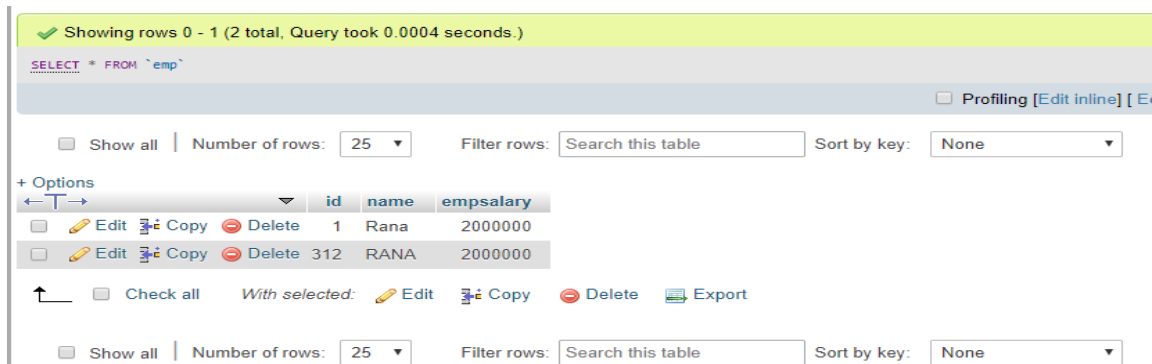 Showing rows 0 - 1 (2 total, Query took 0.0004 seconds.)
SELECT * FROM `emp`
Profiling [Edit inline] [ E
Show all | Number of rows: 25 Filter rows: Search this table Sort by key: None
+ Options
←T→ id name empsalary
Edit Copy Delete 1 Rana 2000000
Edit Copy Delete 312 RANA 2000000
Check all With selected: Edit Copy Delete Export
Show all | Number of rows: 25 Filter rows: Search this table Sort by key: None